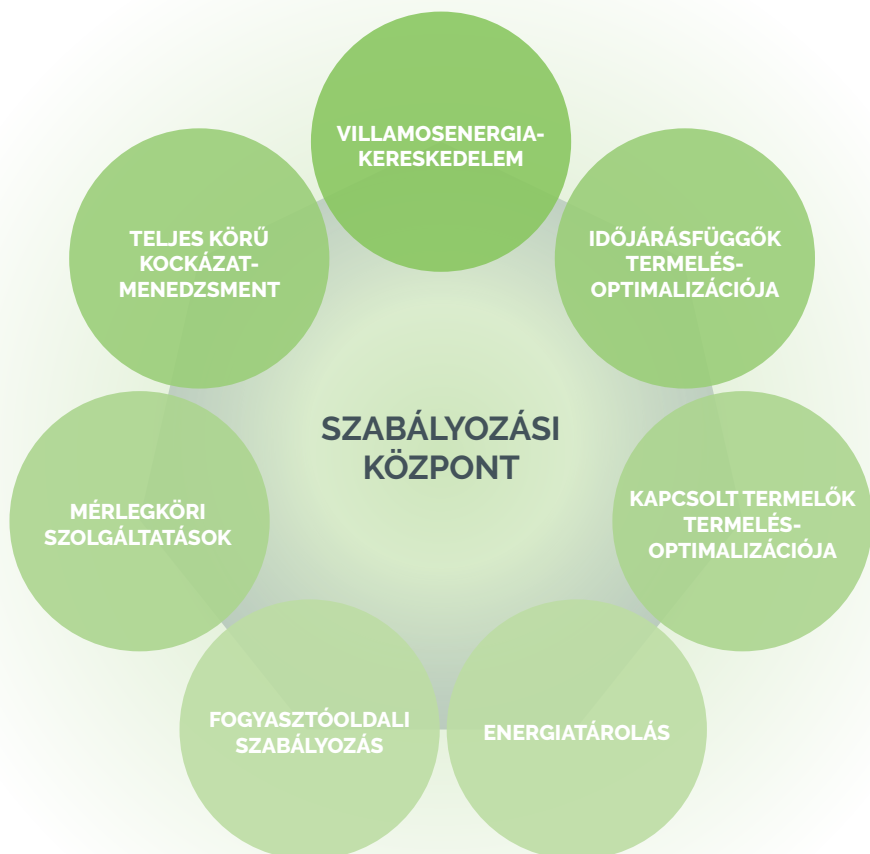 VILLAMOSENERGIA-
KERESKEDELEM
TELJES KÖRŰ
KOCKÁZAT-
MENEDZSMENT
IDŐJÁRÁSFÜGGŐK
TERMELÉS-
OPTIMALIZÁCIÓJA
SZABÁLYOZÁSI
KÖZPONT
MÉRLEGKÖRI
SZOLGÁLTATÁSOK
KAPCSOLT TERMELŐK
TERMELÉS-
OPTIMALIZÁCIÓJA
FOGYASZTÓOLDALI
SZABÁLYOZÁS
ENERGIATÁROLÁS